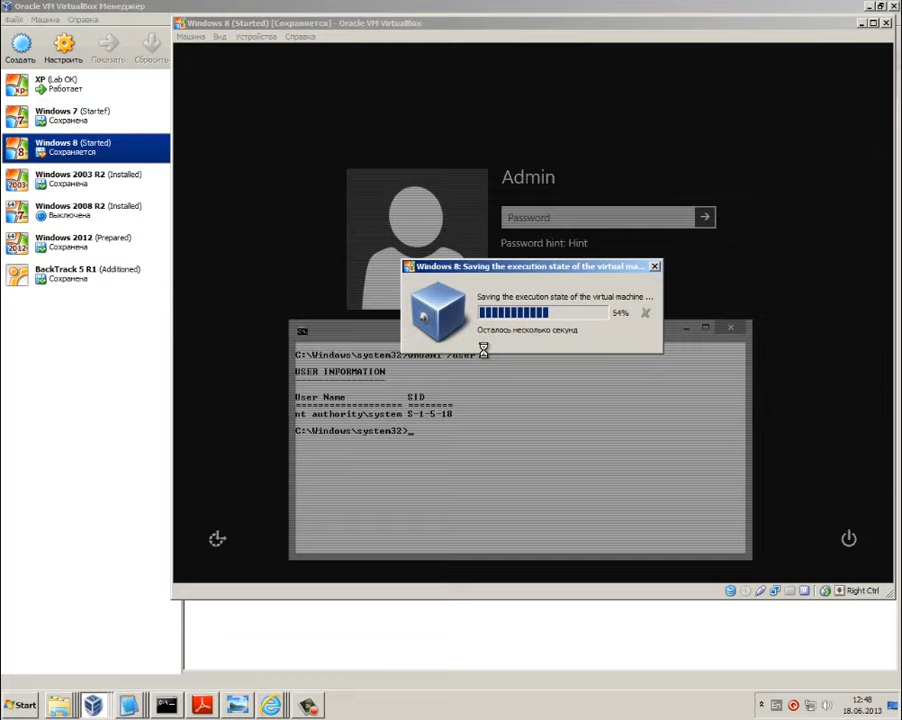 Oracle VM VirtualBox Менеджер
Файл Машина Справка
Создать Настроить Показать Сбросить
XP (Lab OK)
Работает
Windows 7 (Startef)
Сохранена
Windows 8 (Started)
Сохраняется
Windows 2003 R2 (Installed)
Сохранена
Windows 2008 R2 (Installed)
Выключена
Windows 2012 (Prepared)
Сохранена
BackTrack 5 R1 (Additioned)
Сохранена
Windows 8 (Started) [Сохраняется] - Oracle VM VirtualBox
Машина Вид Устройства Справка
Admin
Password
Password hint: Hint
Windows 8: Saving the execution state of the virtual ma...
Saving the execution state of the virtual machine ...
54%
Осталось несколько секунд
C:\Windows\system32>whoami /user
USER INFORMATION
----------------
User Name SID
=================== ========
nt authority\system S-1-5-18
C:\Windows\system32>_
Right Ctrl
Start
12:48
18.06.2013